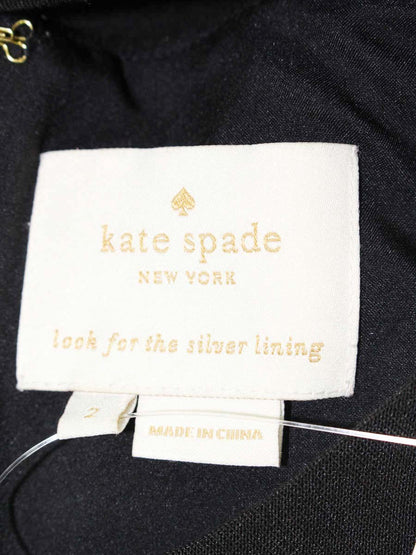 kate spade
NEW YORK
look for the silver lining
2
MADE IN CHINA